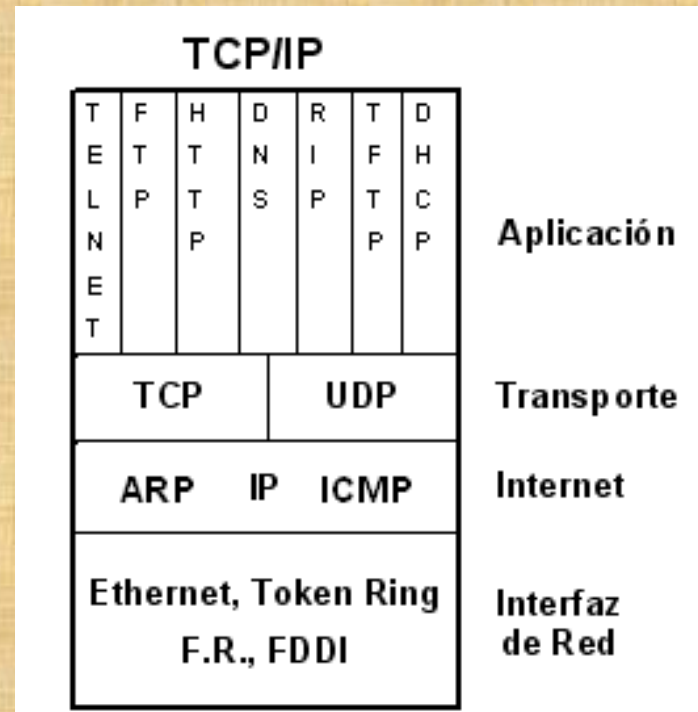 TCP/IP
TELNET
FTP
HTTP
DNS
RIP
TFTP
DHCP
Aplicación
TCP
UDP
Transporte
ARP IP ICMP
Internet
Ethernet, Token Ring
F.R., FDDI
Interfaz
de Red